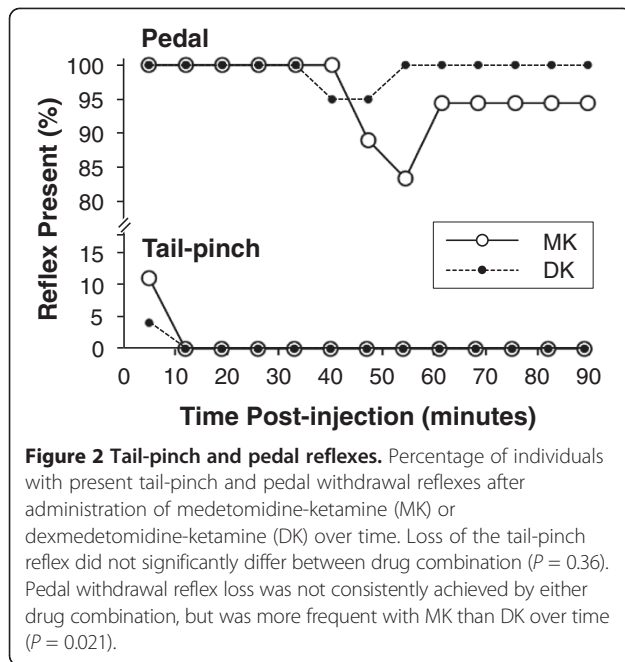 Pedal
100
95
90
85
80
Reflex Present (%)
MK
DK
Tail-pinch
15
10
5
0
0 10 20 30 40 50 60 70 80 90
Time Post-injection (minutes)
Figure 2 Tail-pinch and pedal reflexes. Percentage of individuals
with present tail-pinch and pedal withdrawal reflexes after
administration of medetomidine-ketamine (MK) or
dexmedetomidine-ketamine (DK) over time. Loss of the tail-pinch
reflex did not significantly differ between drug combination (P = 0.36).
Pedal withdrawal reflex loss was not consistently achieved by either
drug combination, but was more frequent with MK than DK over time
(P = 0.021).